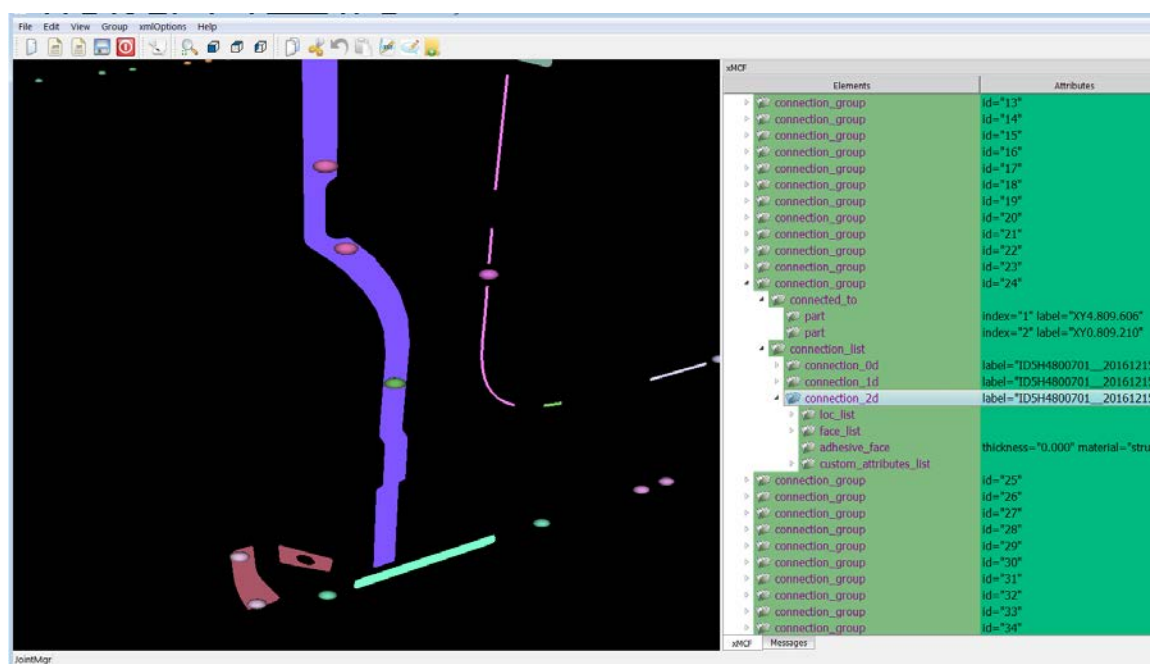 File Edit View Group xmlOptions Help
xMCF
Elements Attributes
connection_group id="13"
connection_group id="14"
connection_group id="15"
connection_group id="16"
connection_group id="17"
connection_group id="18"
connection_group id="19"
connection_group id="20"
connection_group id="21"
connection_group id="22"
connection_group id="23"
connection_group id="24"
connected_to
part index="1" label="XY4.809.606"
part index="2" label="XY0.809.210"
connection_list
connection_0d label="ID5H4800701__20161215
connection_1d label="ID5H4800701__20161215
connection_2d label="ID5H4800701__20161215
loc_list
face_list
adhesive_face thickness="0.000" material="stru
custom_attributes_list
connection_group id="25"
connection_group id="26"
connection_group id="27"
connection_group id="28"
connection_group id="29"
connection_group id="30"
connection_group id="31"
connection_group id="32"
connection_group id="33"
connection_group id="34"
xMCF Messages
JointMgr